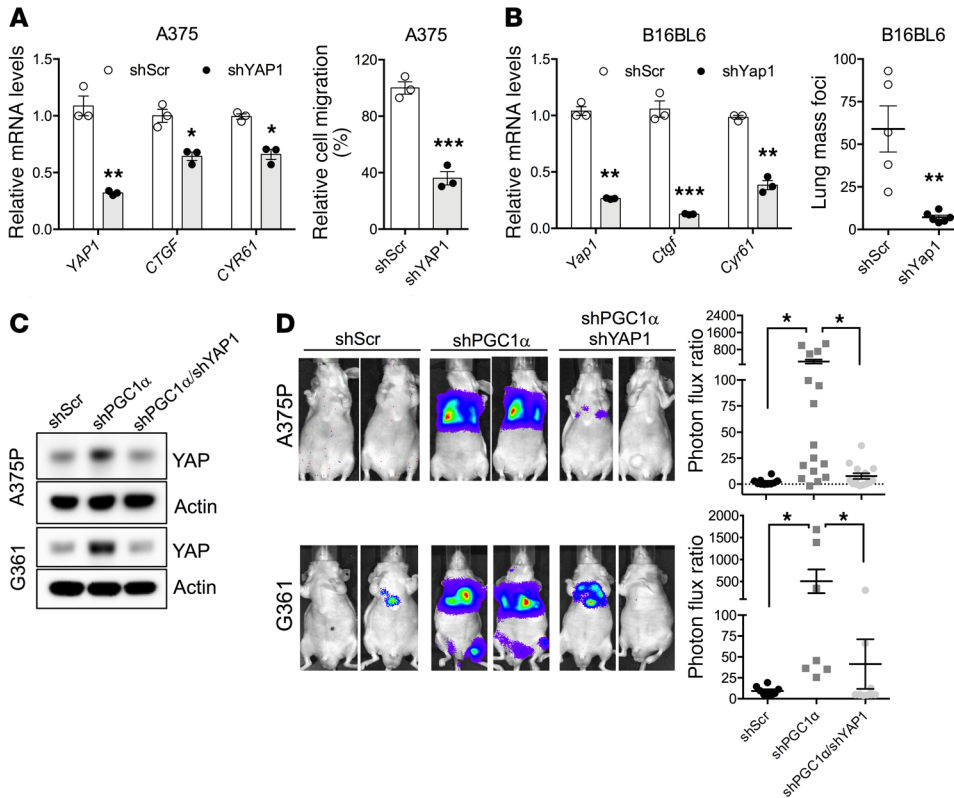 A
A375
Relative mRNA levels
1.5
1.0
0.5
0.0
shScr
shYAP1
**
*
*
YAP1
CTGF
CYR61
A375
Relative cell migration
(%)
120
80
40
0
***
shScr
shYAP1
B
B16BL6
Relative mRNA levels
1.5
1.0
0.5
0.0
shScr
shYap1
**
***
**
Yap1
Ctgf
Cyr61
B16BL6
Lung mass foci
100
75
50
25
0
**
shScr
shYap1
C
shScr
shPGC1α
shPGC1α/shYAP1
A375P
YAP
Actin
G361
YAP
Actin
D
shScr
shPGC1α
shPGC1α
shYAP1
A375P
G361
Photon flux ratio
2400
1600
800
100
75
50
25
0
*
*
Photon flux ratio
2000
1500
1000
500
100
75
50
25
0
*
*
shScr
shPGC1α
shPGC1α/shYAP1